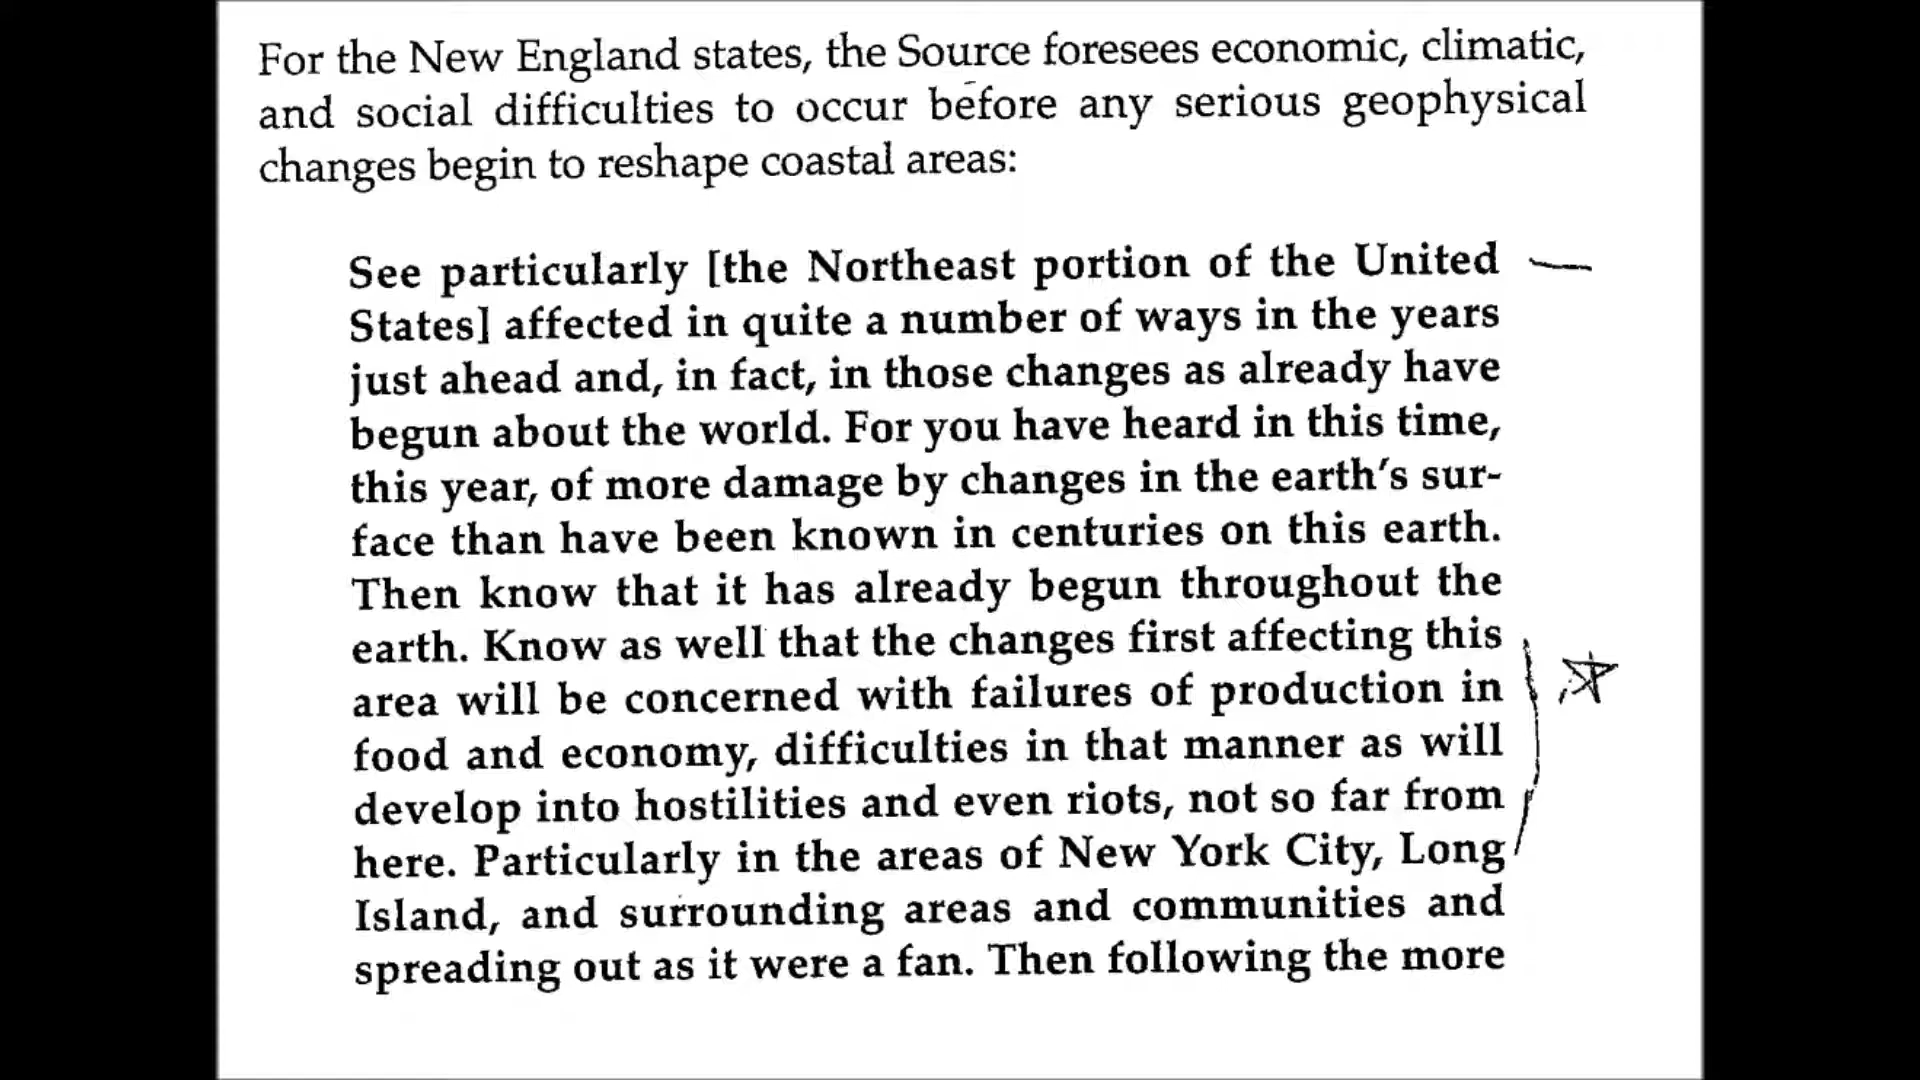 For the New England states, the Source foresees economic, climatic,
and social difficulties to occur before any serious geophysical
changes begin to reshape coastal areas:
See particularly [the Northeast portion of the United
States] affected in quite a number of ways in the years
just ahead and, in fact, in those changes as already have
begun about the world. For you have heard in this time,
this year, of more damage by changes in the earth's sur-
face than have been known in centuries on this earth.
Then know that it has already begun throughout the
earth. Know as well that the changes first affecting this
area will be concerned with failures of production in
food and economy, difficulties in that manner as will
develop into hostilities and even riots, not so far from
here. Particularly in the areas of New York City, Long
Island, and surrounding areas and communities and
spreading out as it were a fan. Then following the more